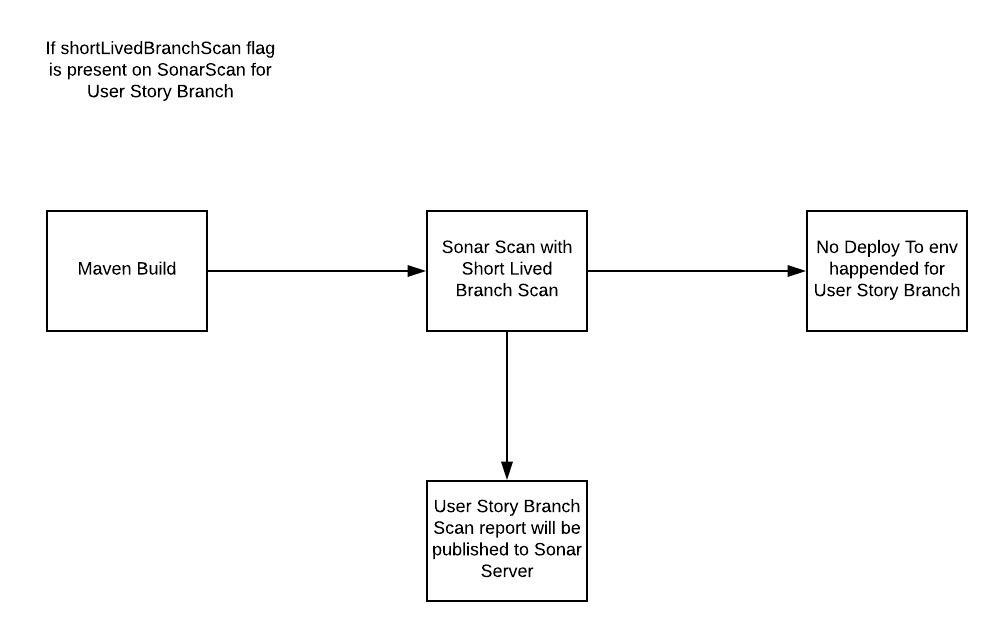 If shortLivedBranchScan flag
is present on SonarScan for
User Story Branch
Maven Build
Sonar Scan with
Short Lived
Branch Scan
No Deploy To env
happended for
User Story Branch
User Story Branch
Scan report will be
published to Sonar
Server